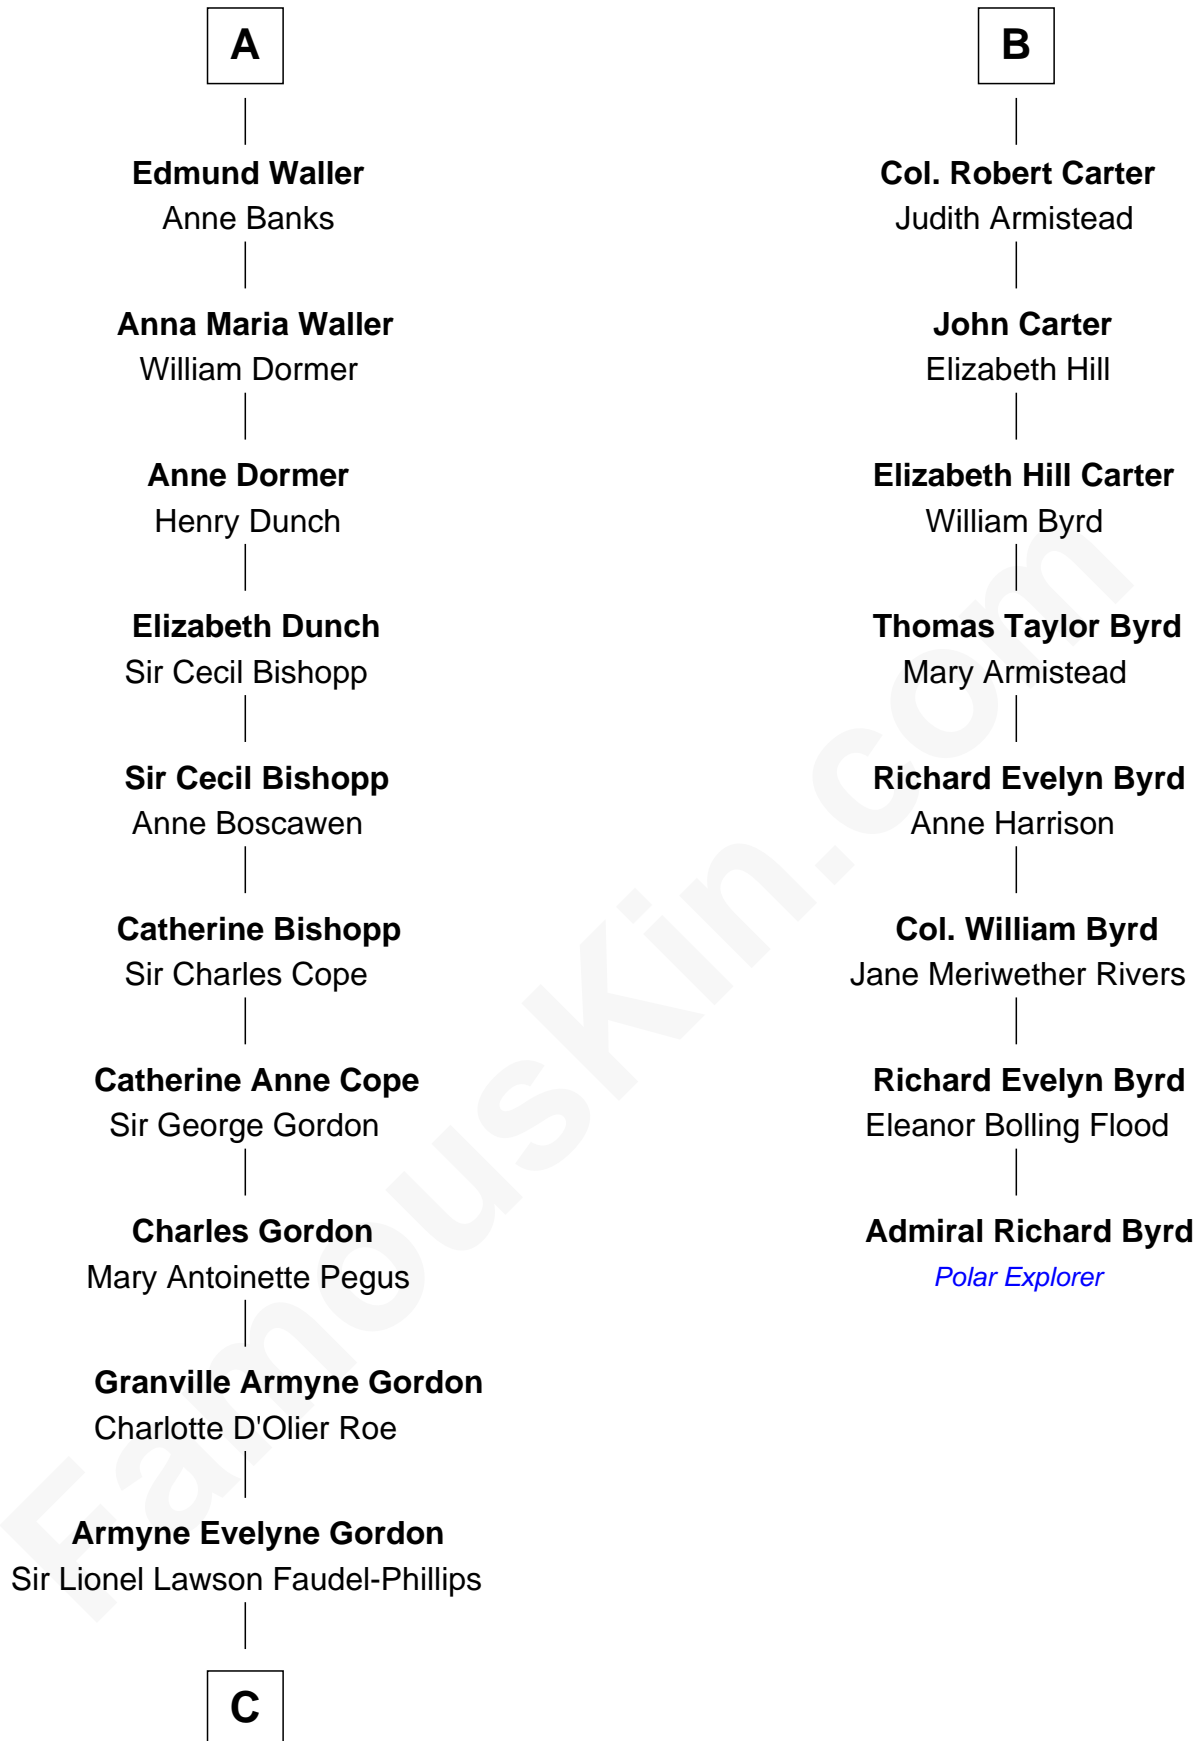 A
Edmund Waller
Anne Banks
Anna Maria Waller
William Dormer
Anne Dormer
Henry Dunch
Elizabeth Dunch
Sir Cecil Bishopp
Sir Cecil Bishopp
Anne Boscawen
Catherine Bishopp
Sir Charles Cope
Catherine Anne Cope
Sir George Gordon
Charles Gordon
Mary Antoinette Pegus
Granville Armyne Gordon
Charlotte D'Olier Roe
Armyne Evelyne Gordon
Sir Lionel Lawson Faudel-Phillips
C
B
Col. Robert Carter
Judith Armistead
John Carter
Elizabeth Hill
Elizabeth Hill Carter
William Byrd
Thomas Taylor Byrd
Mary Armistead
Richard Evelyn Byrd
Anne Harrison
Col. William Byrd
Jane Meriwether Rivers
Richard Evelyn Byrd
Eleanor Bolling Flood
Admiral Richard Byrd
Polar Explorer
FamousKin.com